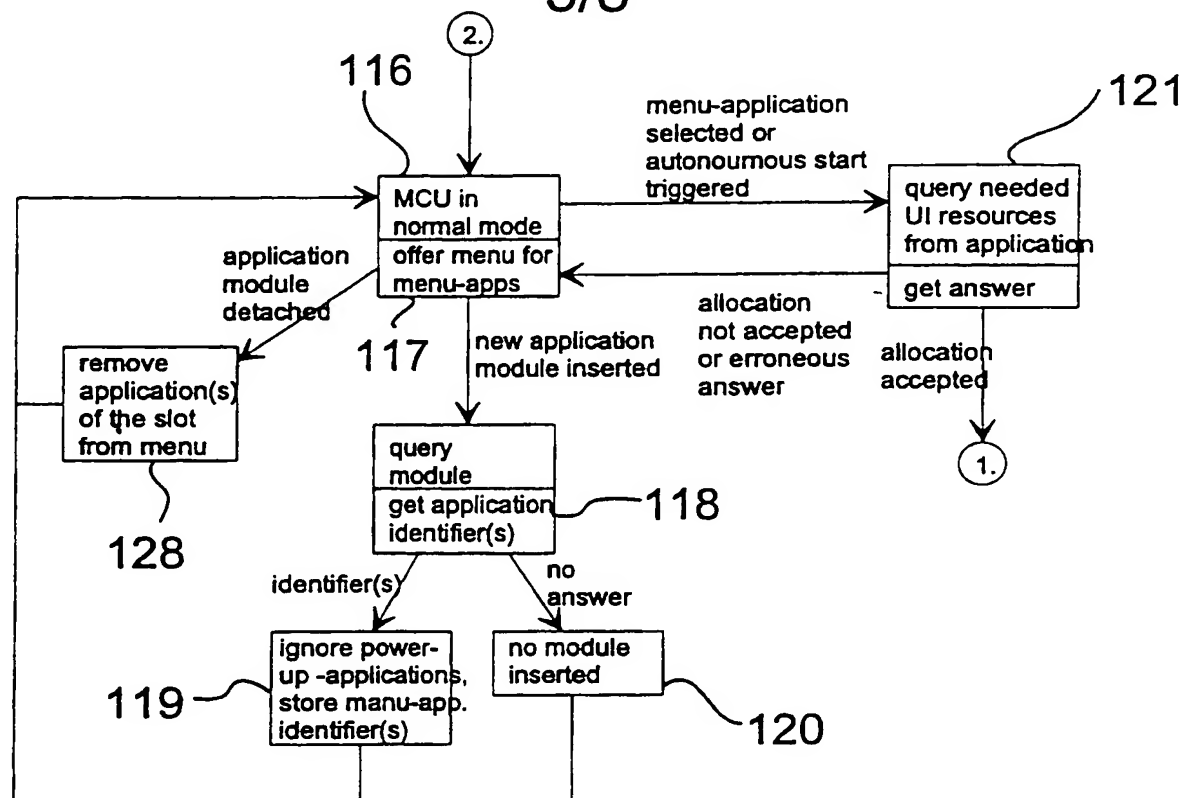 2.
116
121
menu-application
selected or
autonoumous start
triggered
MCU in
normal mode
offer menu for
menu-apps
query needed
UI resources
from application
get answer
application
module
detached
117
new application
module inserted
allocation
not accepted
or erroneous
answer
allocation
accepted
remove
application(s)
of the slot
from menu
128
query
module
get application
identifier(s)
118
1.
identifier(s)
no
answer
ignore power-
up -applications,
store manu-app.
identifier(s)
119
no module
inserted
120